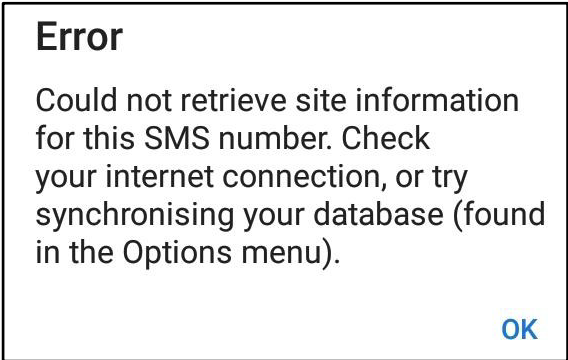 Error
Could not retrieve site information
for this SMS number. Check
your internet connection, or try
synchronising your database (found
in the Options menu).
OK